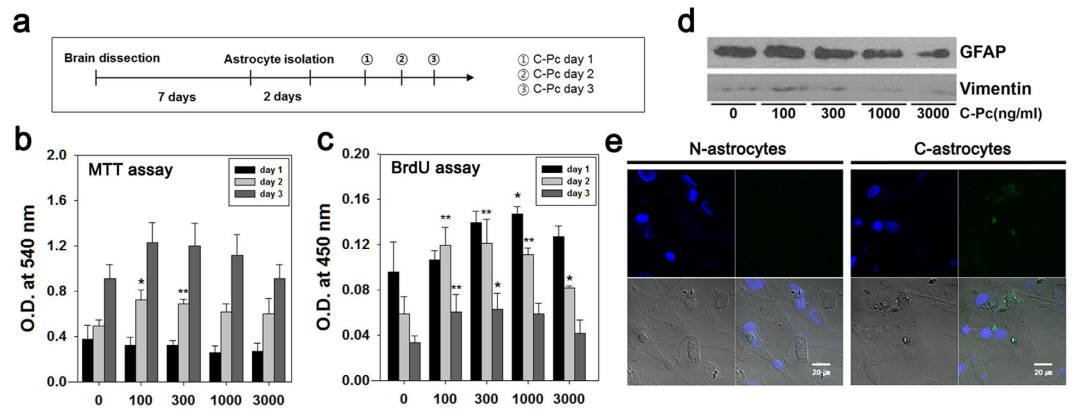 a
Brain dissection
Astrocyte isolation
① ② ③
7 days
2 days
① C-Pc day 1
② C-Pc day 2
③ C-Pc day 3
b
MTT assay
day 1
day 2
day 3
O.D. at 540 nm
2.0
1.6
1.2
0.8
0.4
0.0
* **
0 100 300 1000 3000
c
BrdU assay
day 1
day 2
day 3
O.D. at 450 nm
0.20
0.16
0.12
0.08
0.04
0.00
** ** ** * * ** *
0 100 300 1000 3000
d
GFAP
Vimentin
0 100 300 1000 3000 C-Pc(ng/ml)
e
N-astrocytes
C-astrocytes
20 ㎛
20 ㎛